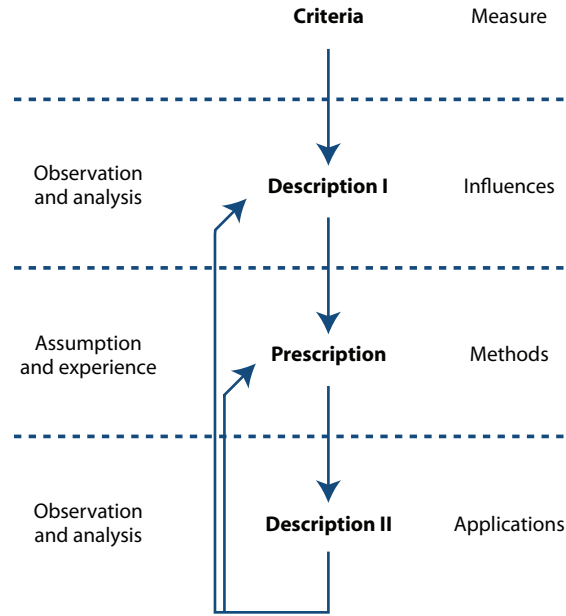 Criteria
Measure
Observation
and analysis
Description I
Influences
Assumption
and experience
Prescription
Methods
Observation
and analysis
Description II
Applications